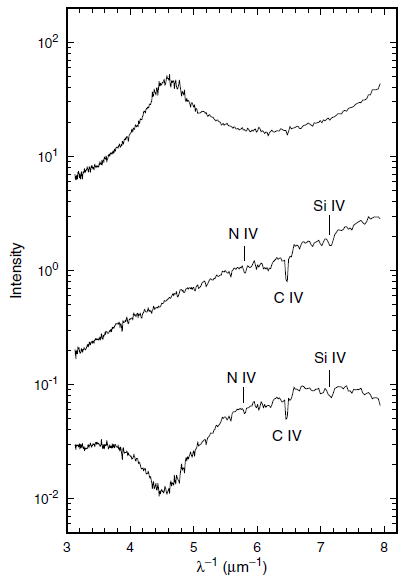 10²
10¹
Si IV
N IV
Intensity
10⁰
C IV
Si IV
N IV
10⁻¹
C IV
10⁻²
3 4 5 6 7 8
λ⁻¹ (μm⁻¹)